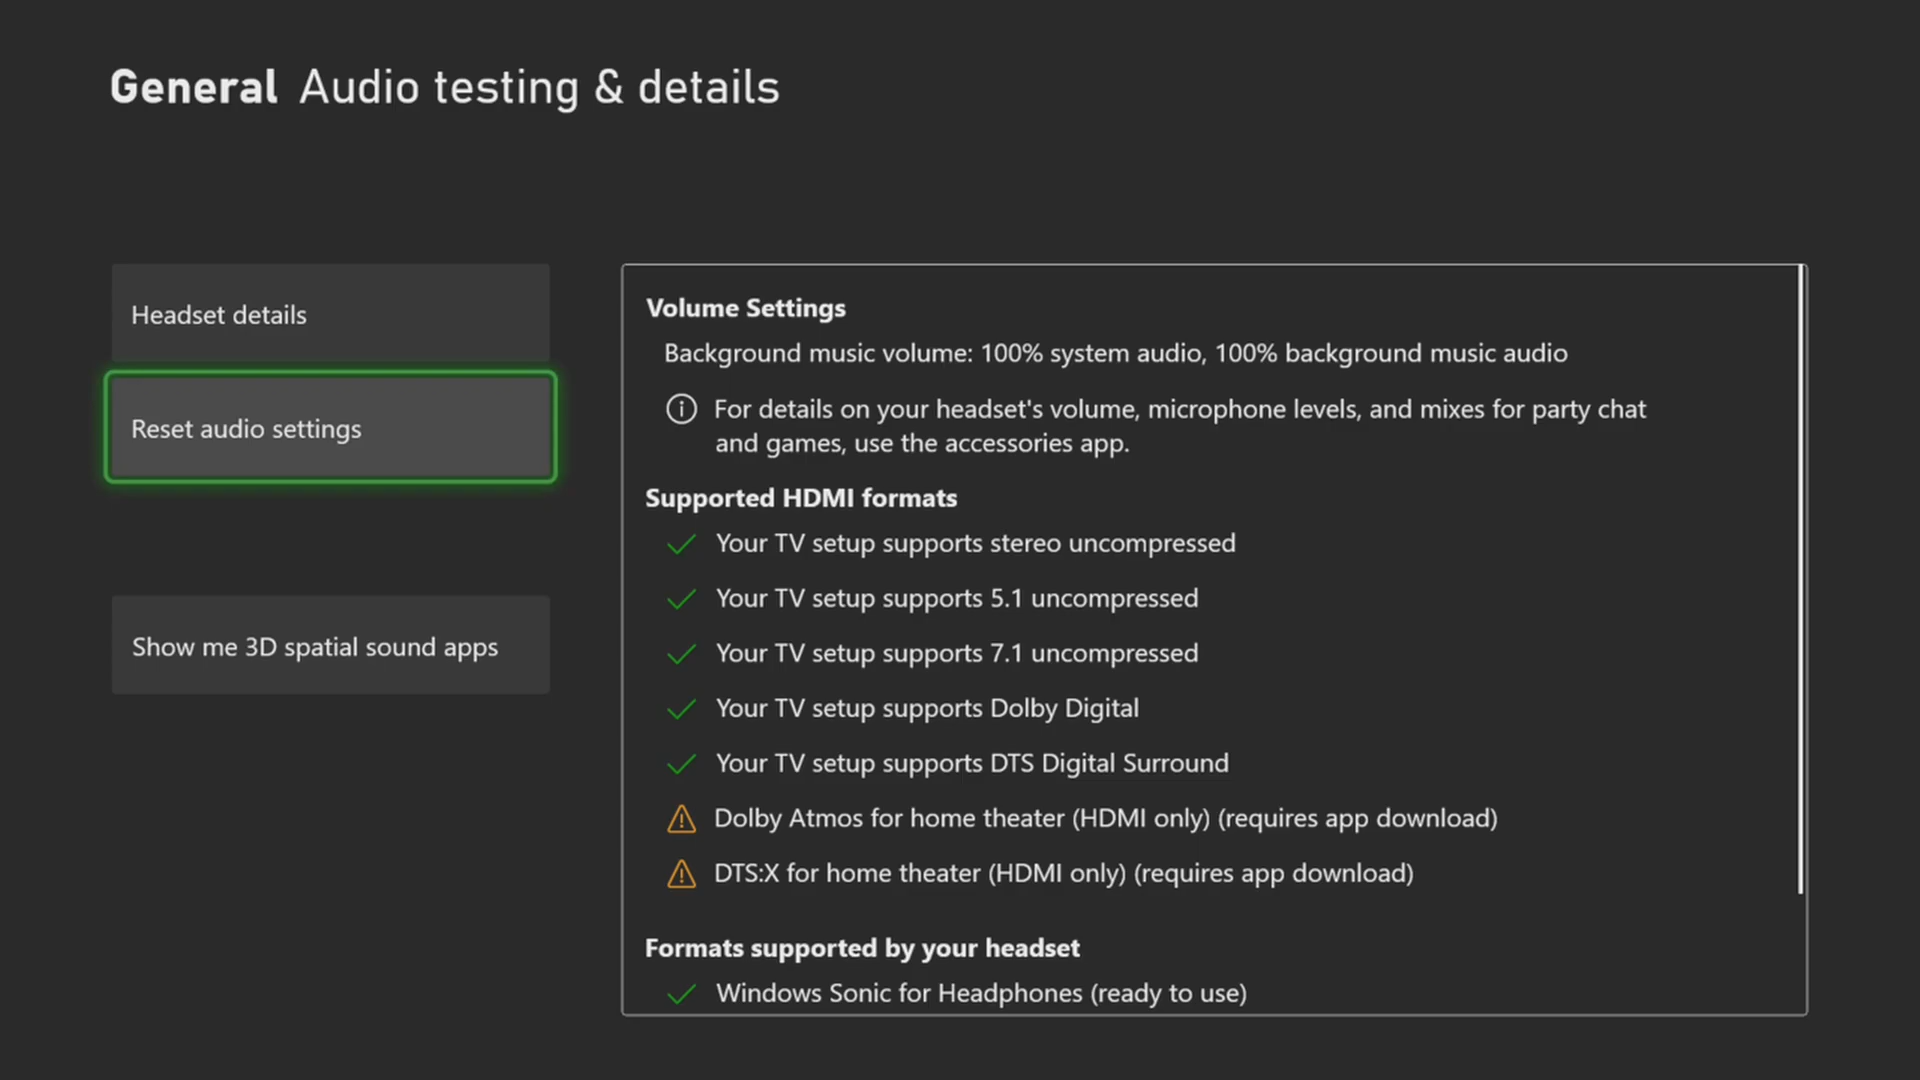 General Audio testing & details
Headset details
Reset audio settings
Show me 3D spatial sound apps
Volume Settings
Background music volume: 100% system audio, 100% background music audio
For details on your headset's volume, microphone levels, and mixes for party chat
and games, use the accessories app.
Supported HDMI formats
Your TV setup supports stereo uncompressed
Your TV setup supports 5.1 uncompressed
Your TV setup supports 7.1 uncompressed
Your TV setup supports Dolby Digital
Your TV setup supports DTS Digital Surround
Dolby Atmos for home theater (HDMI only) (requires app download)
DTS:X for home theater (HDMI only) (requires app download)
Formats supported by your headset
Windows Sonic for Headphones (ready to use)